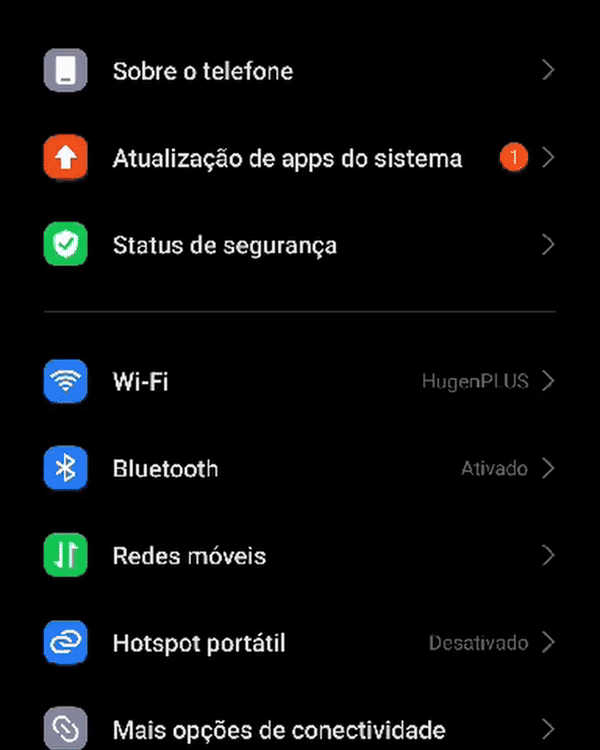 Sobre o telefone
Atualização de apps do sistema 1
Status de segurança
Wi-Fi HugenPLUS
Bluetooth Ativado
Redes móveis
Hotspot portátil Desativado
Mais opções de conectividade